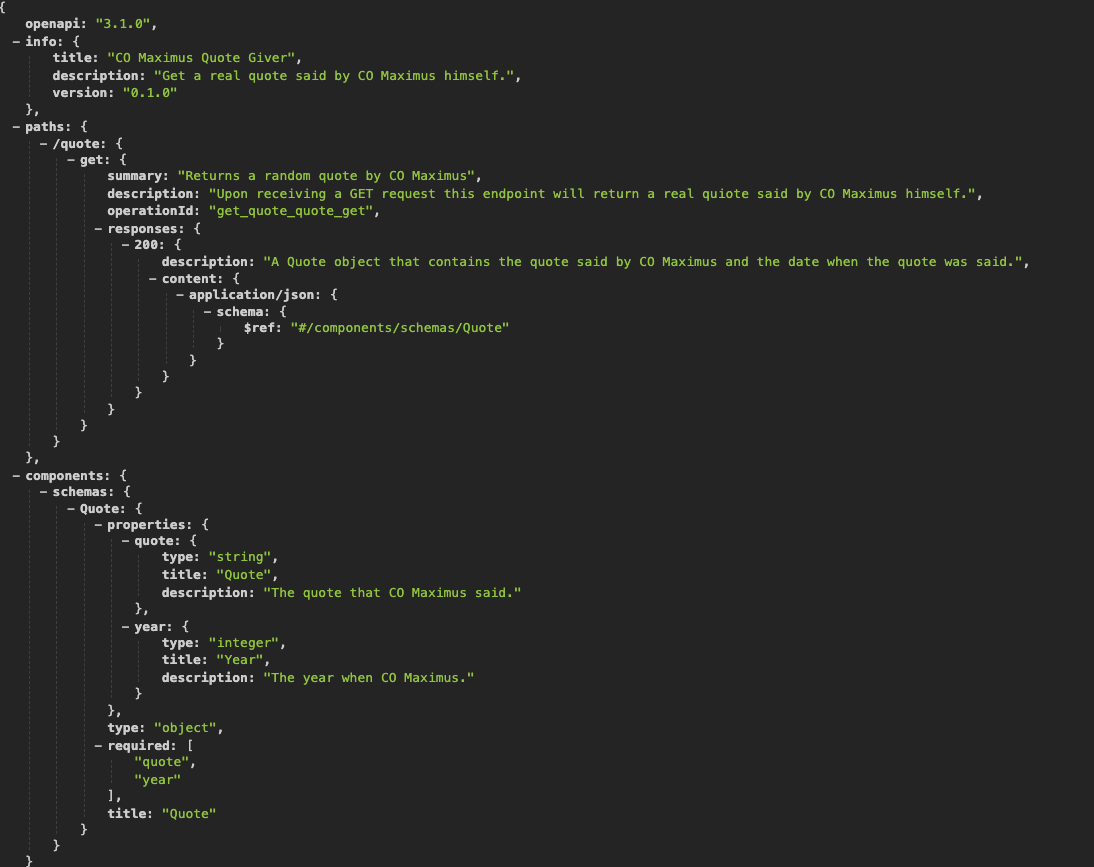 {
openapi: "3.1.0",
− info: {
title: "CO Maximus Quote Giver",
description: "Get a real quote said by CO Maximus himself.",
version: "0.1.0"
},
− paths: {
− /quote: {
− get: {
summary: "Returns a random quote by CO Maximus",
description: "Upon receiving a GET request this endpoint will return a real quiote said by CO Maximus himself.",
operationId: "get_quote_quote_get",
− responses: {
− 200: {
description: "A Quote object that contains the quote said by CO Maximus and the date when the quote was said.",
− content: {
− application/json: {
− schema: {
$ref: "#/components/schemas/Quote"
}
}
}
}
}
}
}
},
− components: {
− schemas: {
− Quote: {
− properties: {
− quote: {
type: "string",
title: "Quote",
description: "The quote that CO Maximus said."
},
− year: {
type: "integer",
title: "Year",
description: "The year when CO Maximus."
}
},
type: "object",
− required: [
"quote",
"year"
],
title: "Quote"
}
}
}